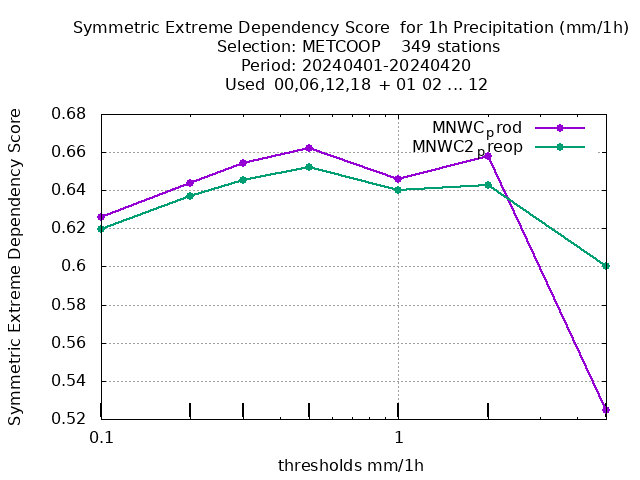 Symmetric Extreme Dependency Score for 1h Precipitation (mm/1h)
Selection: METCOOP 349 stations
Period: 20240401-20240420
Used 00,06,12,18 + 01 02 ... 12
MNWCprod
MNWC2preop
Symmetric Extreme Dependency Score
0.68
0.66
0.64
0.62
0.6
0.58
0.56
0.54
0.52
0.1
1
thresholds mm/1h